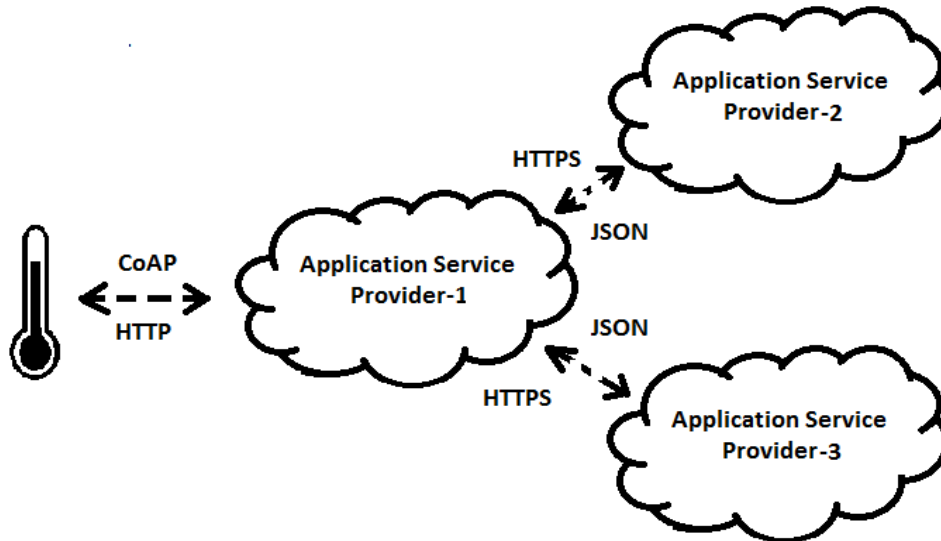 Application Service
Provider-2
HTTPS
JSON
CoAP
HTTP
Application Service
Provider-1
JSON
HTTPS
Application Service
Provider-3